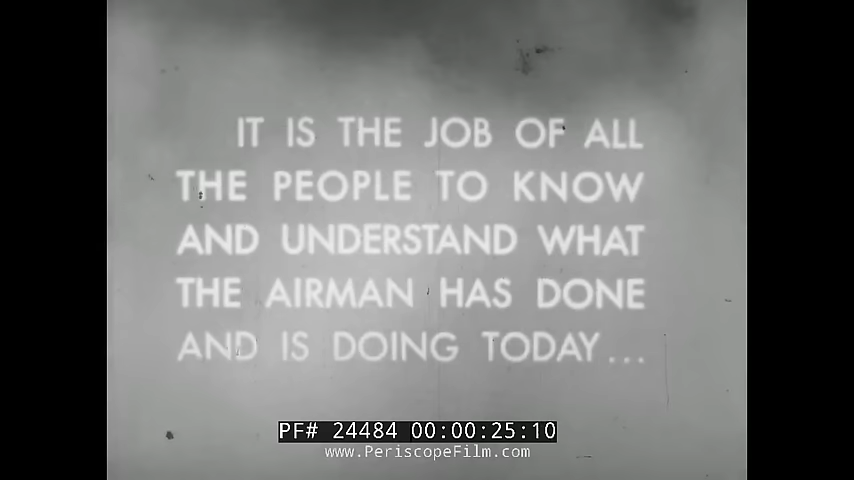 IT IS THE JOB OF ALL
THE PEOPLE TO KNOW
AND UNDERSTAND WHAT
THE AIRMAN HAS DONE
AND IS DOING TODAY...
PF# 24484 00:00:25:10
www.PeriscopeFilm.com